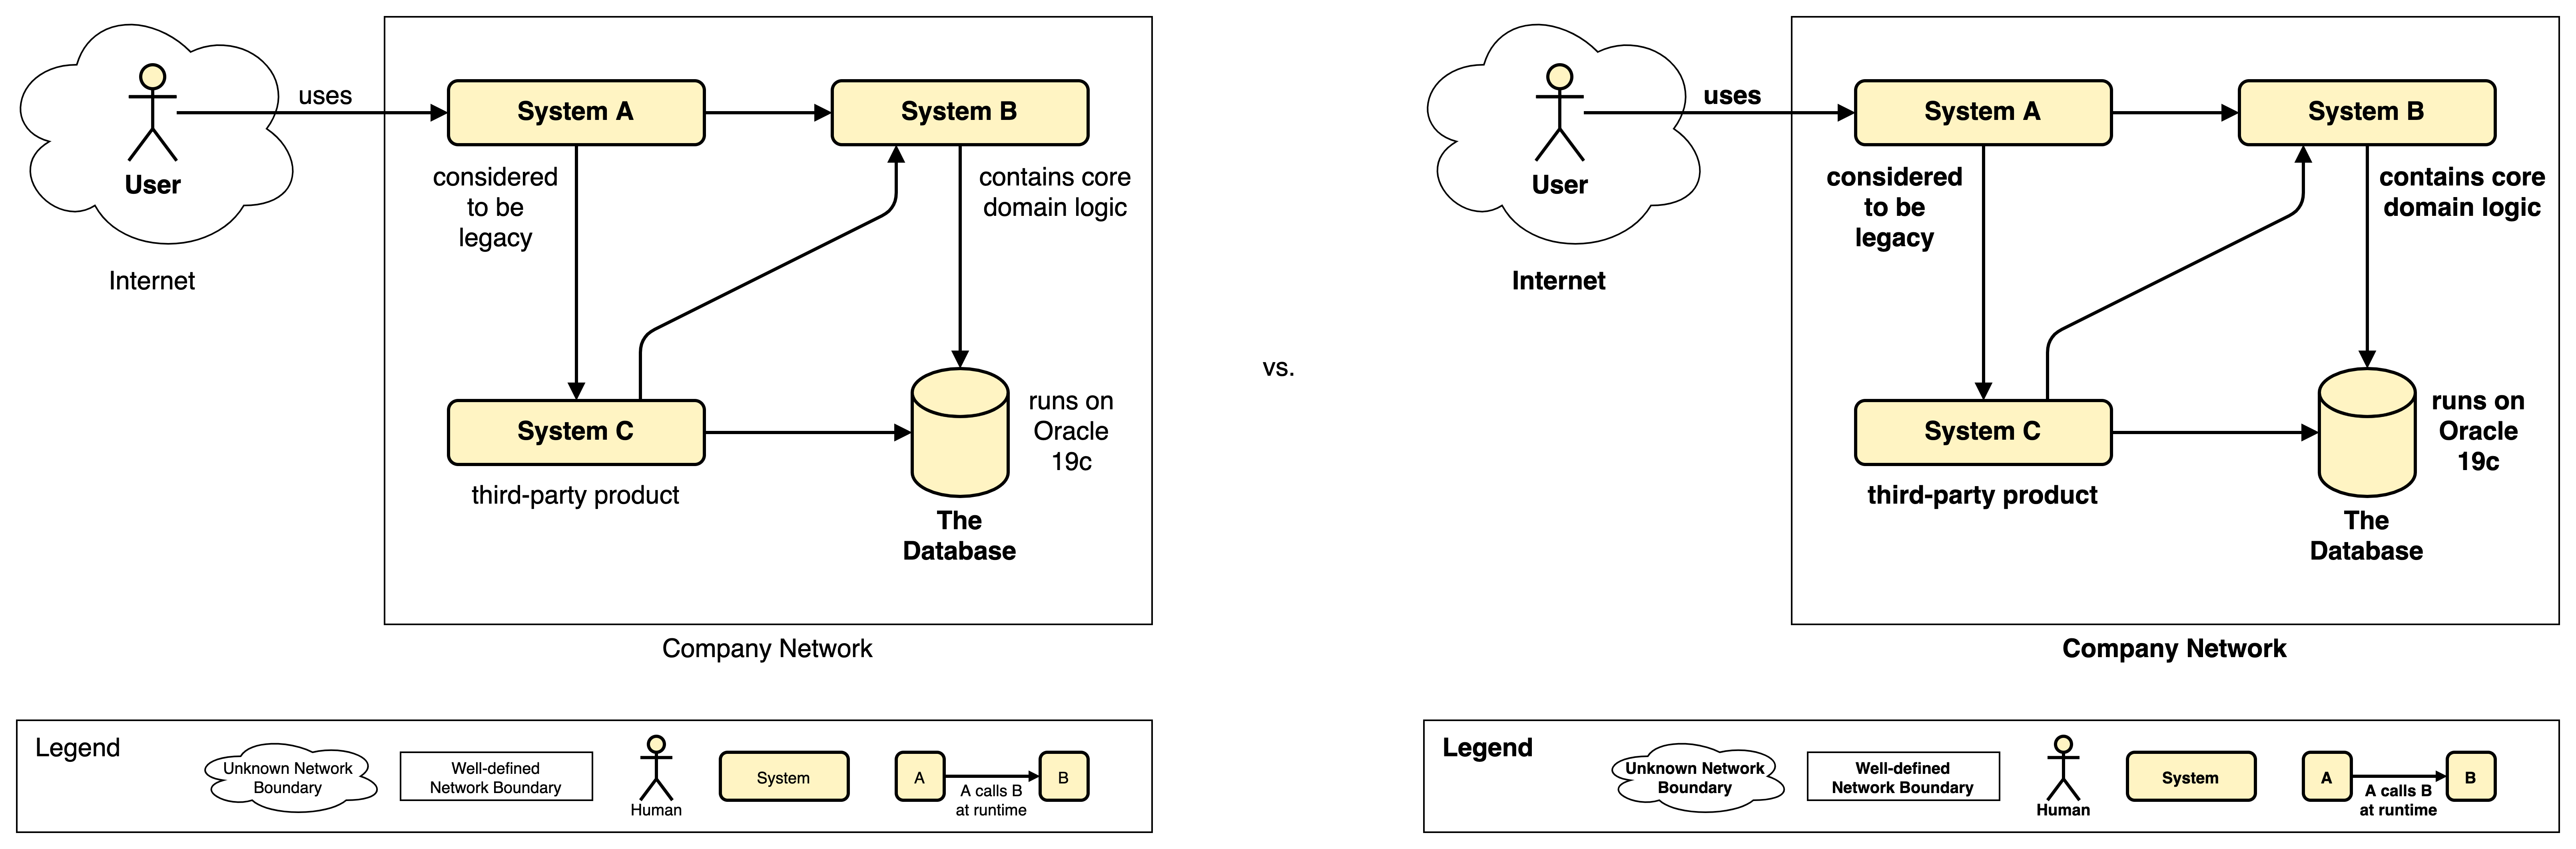 uses
System A
System B
User
considered
to be
legacy
contains core
domain logic
Internet
System C
runs on
Oracle
19c
third-party product
The
Database
Company Network
Legend
Unknown Network
Boundary
Well-defined
Network Boundary
Human
System
A
B
A calls B
at runtime
vs.
uses
System A
System B
User
considered
to be
legacy
contains core
domain logic
Internet
System C
runs on
Oracle
19c
third-party product
The
Database
Company Network
Legend
Unknown Network
Boundary
Well-defined
Network Boundary
Human
System
A
B
A calls B
at runtime